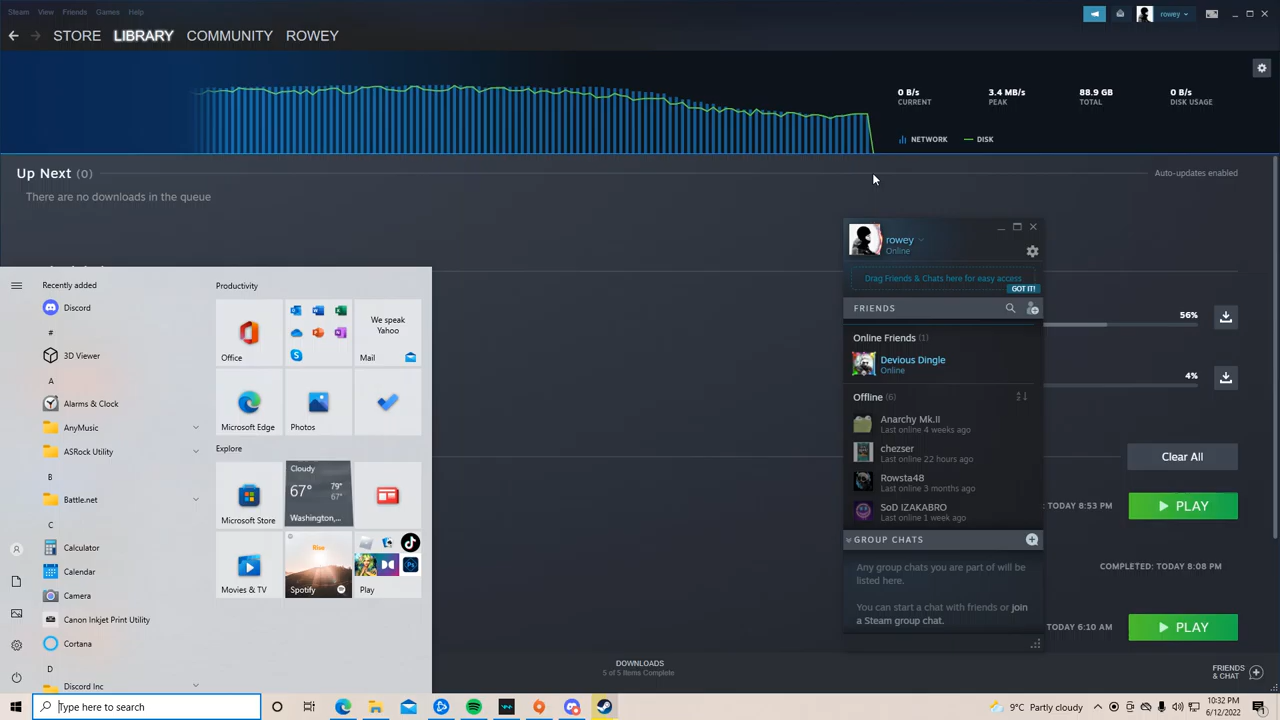 Steam View Friends Games Help
rowey
STORE LIBRARY COMMUNITY ROWEY
0 B/s 3.4 MB/s 88.9 GB 0 B/s
CURRENT PEAK TOTAL DISK USAGE
NETWORK DISK
Up Next (0) Auto-updates enabled
There are no downloads in the queue
rowey
Online
Drag Friends & Chats here for easy access
GOT IT!
FRIENDS
Online Friends (1)
Devious Dingle
Online
Offline (6)
Anarchy Mk.II
Last online 4 weeks ago
chezser
Last online 22 hours ago
Rowsta48
Last online 3 months ago
SoD IZAKABRO
Last online 1 week ago
GROUP CHATS
Any group chats you are part of will be
listed here.
You can start a chat with friends or join
a Steam group chat.
56%
4%
Clear All
: TODAY 8:53 PM PLAY
COMPLETED: TODAY 8:08 PM
TODAY 6:10 AM PLAY
Recently added
Discord
#
3D Viewer
A
Alarms & Clock
AnyMusic
ASRock Utility
B
Battle.net
C
Calculator
Calendar
Camera
Canon Inkjet Print Utility
Cortana
D
Discord Inc
Productivity
Office
We speak
Yahoo
Mail
Microsoft Edge
Photos
Explore
Microsoft Store
Cloudy
67° 79°
67°
Washington,...
Movies & TV
Rise
Spotify
Play
DOWNLOADS
5 of 5 Items Complete
FRIENDS
& CHAT
Type here to search
9°C Partly cloudy
10:32 PM
6/12/2022